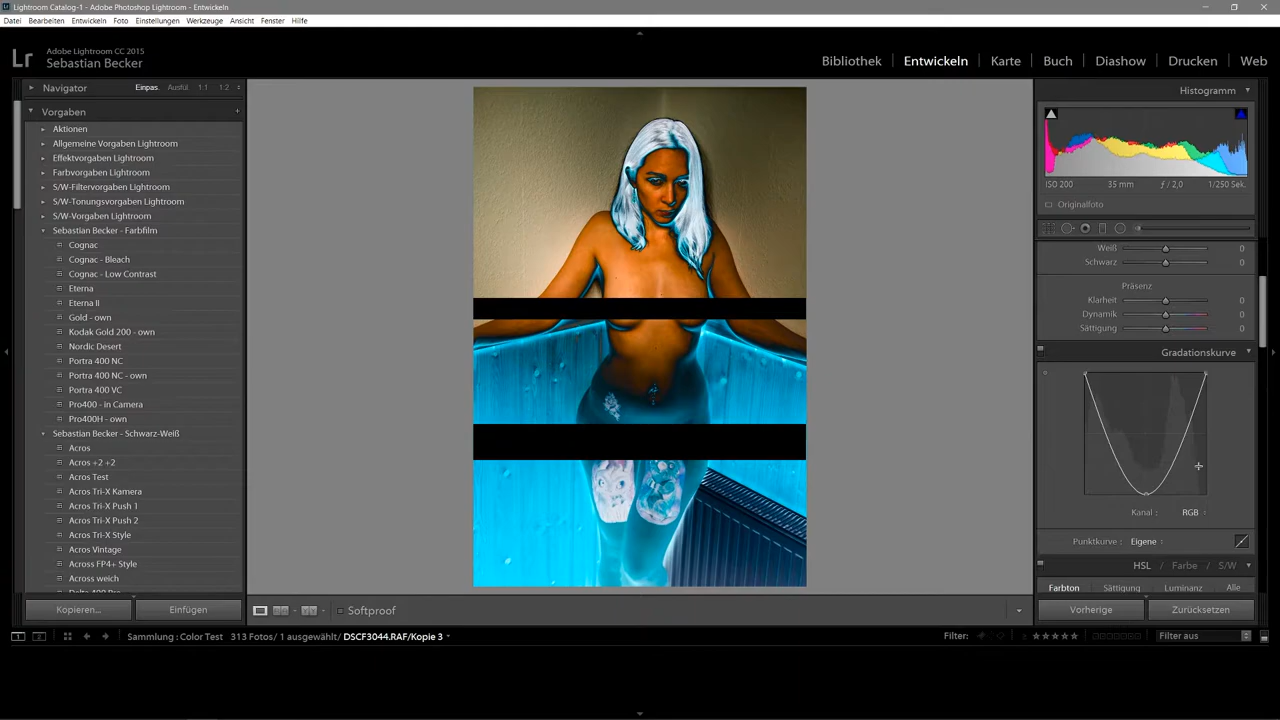 Lightroom Catalog-1 - Adobe Photoshop Lightroom - Entwickeln
Datei Bearbeiten Entwickeln Foto Einstellungen Werkzeuge Ansicht Fenster Hilfe
Lr Adobe Lightroom CC 2015
Sebastian Becker
Bibliothek Entwickeln Karte Buch Diashow Drucken Web
Navigator Einpas. Ausfül. 1:1 1:2
Vorgaben +
Aktionen
Allgemeine Vorgaben Lightroom
Effektvorgaben Lightroom
Farbvorgaben Lightroom
S/W-Filtervorgaben Lightroom
S/W-Tonungsvorgaben Lightroom
S/W-Vorgaben Lightroom
Sebastian Becker - Farbfilm
Cognac
Cognac - Bleach
Cognac - Low Contrast
Eterna
Eterna II
Gold - own
Kodak Gold 200 - own
Nordic Desert
Portra 400 NC
Portra 400 NC - own
Portra 400 VC
Pro400 - in Camera
Pro400H - own
Sebastian Becker - Schwarz-Weiß
Acros
Acros +2 +2
Acros Test
Acros Tri-X Kamera
Acros Tri-X Push 1
Acros Tri-X Push 2
Acros Tri-X Style
Acros Vintage
Across FP4+ Style
Across weich
Kopieren... Einfügen
Histogramm
ISO 200 35 mm ƒ / 2,0 1/250 Sek.
Originalfoto
Weiß 0
Schwarz 0
Präsenz
Klarheit 0
Dynamik 0
Sättigung 0
Gradationskurve
Kanal : RGB
Punktkurve : Eigene
HSL / Farbe / S/W
Farbton Sättigung Luminanz Alle
Vorherige Zurücksetzen
Softproof
1 2 Sammlung : Color Test 313 Fotos/ 1 ausgewählt/ DSCF3044.RAF/Kopie 3
Filter: Filter aus